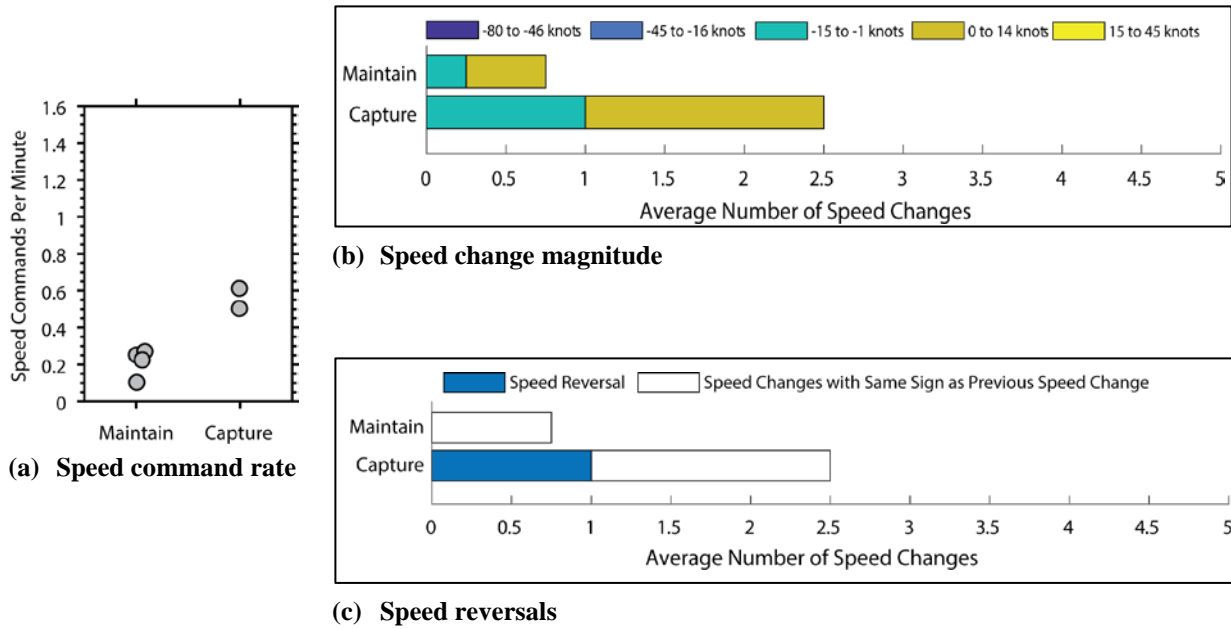 Speed Commands Per Minute
1.6
1.4
1.2
1
0.8
0.6
0.4
0.2
0
Maintain Capture
(a) Speed command rate
-80 to -46 knots -45 to -16 knots -15 to -1 knots 0 to 14 knots 15 to 45 knots
Maintain
Capture
0 0.5 1 1.5 2 2.5 3 3.5 4 4.5 5
Average Number of Speed Changes
(b) Speed change magnitude
Speed Reversal Speed Changes with Same Sign as Previous Speed Change
Maintain
Capture
0 0.5 1 1.5 2 2.5 3 3.5 4 4.5 5
Average Number of Speed Changes
(c) Speed reversals